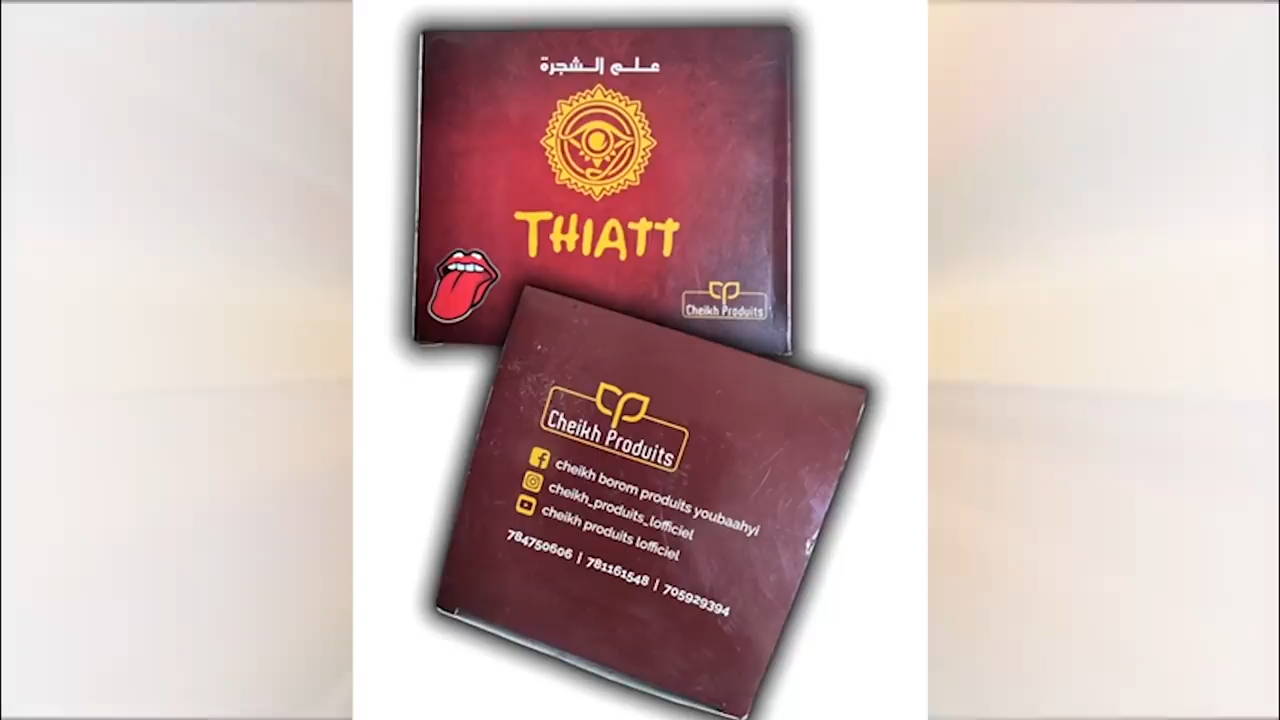 علم الشجرة
THIATT
Cheikh Produits
Cheikh Produits
cheikh borom produits youbaahyi
cheikh_produits_lofficiel
cheikh produits lofficiel
784750606 | 781161548 | 705929394